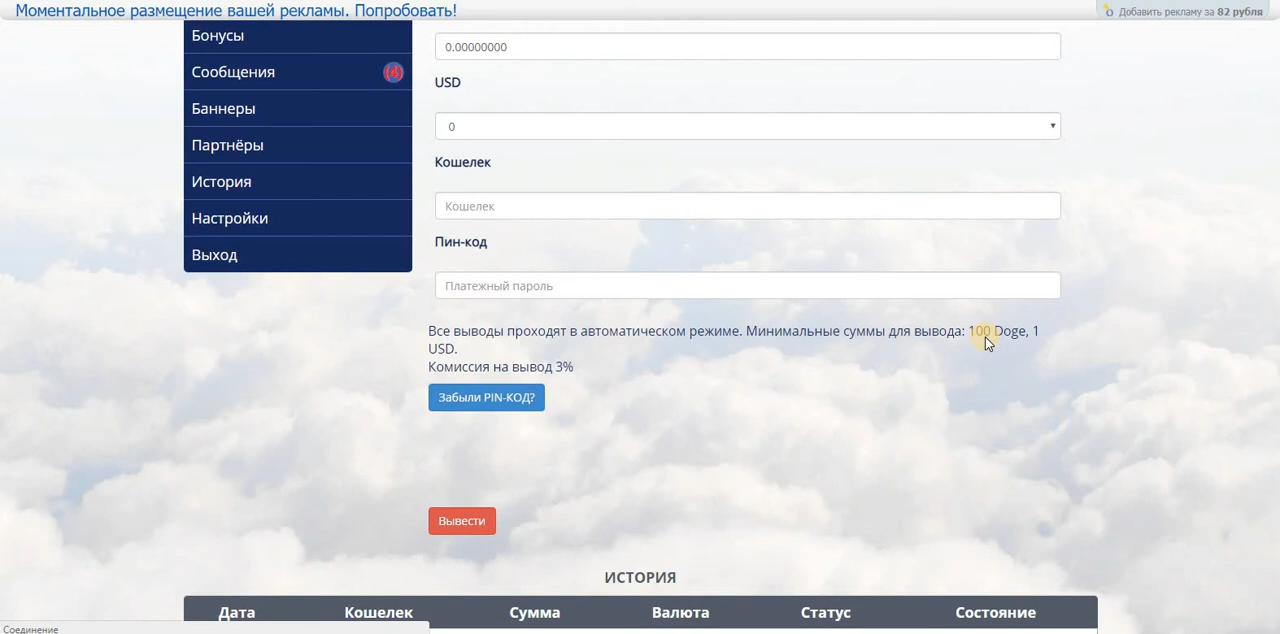 Моментальное размещение вашей рекламы. Попробовать!
Добавить рекламу за 82 рубля
Бонусы
Сообщения (4)
Баннеры
Партнёры
История
Настройки
Выход
0.00000000
USD
0
Кошелек
Кошелек
Пин-код
Платежный пароль
Все выводы проходят в автоматическом режиме. Минимальные суммы для вывода: 100 Doge, 1
USD.
Комиссия на вывод 3%
Забыли PIN-КОД?
Вывести
ИСТОРИЯ
Дата Кошелек Сумма Валюта Статус Состояние
Соединение